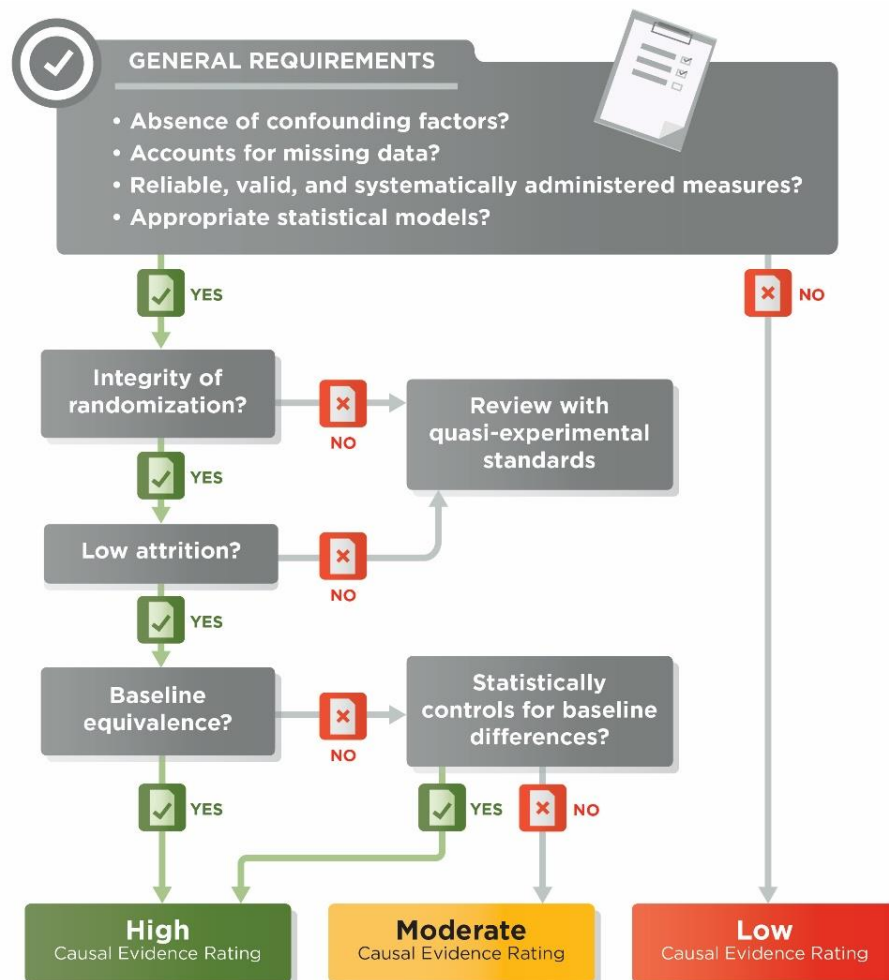 GENERAL REQUIREMENTS
• Absence of confounding factors?
• Accounts for missing data?
• Reliable, valid, and systematically administered measures?
• Appropriate statistical models?
YES
NO
Integrity of
randomization?
NO
Review with
quasi-experimental
standards
YES
Low attrition?
NO
YES
Baseline
equivalence?
NO
Statistically
controls for baseline
differences?
YES
YES
NO
High
Causal Evidence Rating
Moderate
Causal Evidence Rating
Low
Causal Evidence Rating